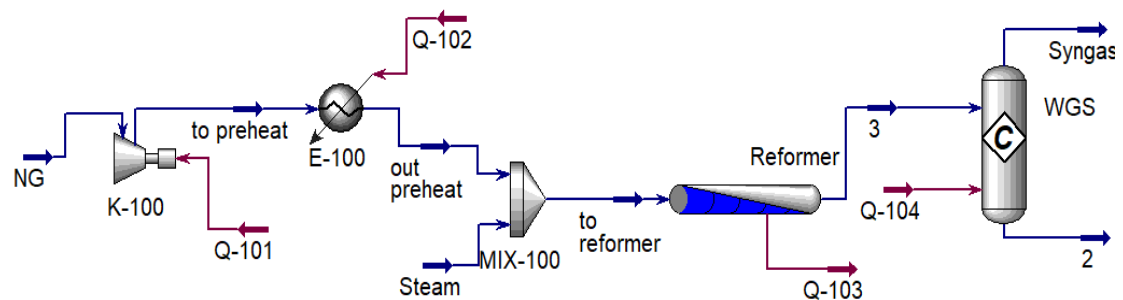 Q-102
Syngas
to preheat
3
WGS
C
NG
E-100
out
preheat
Reformer
K-100
Q-104
to
reformer
Q-101
Steam
MIX-100
Q-103
2